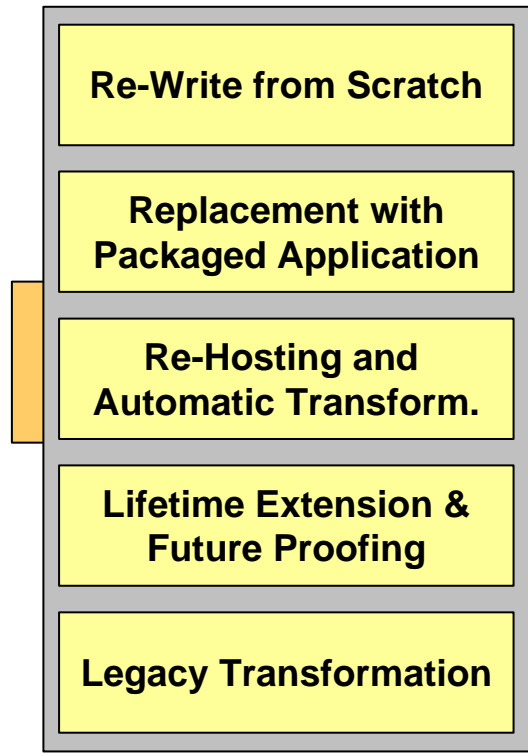 Re-Write from Scratch
Replacement with
Packaged Application
Re-Hosting and
Automatic Transform.
Lifetime Extension &
Future Proofing
Legacy Transformation